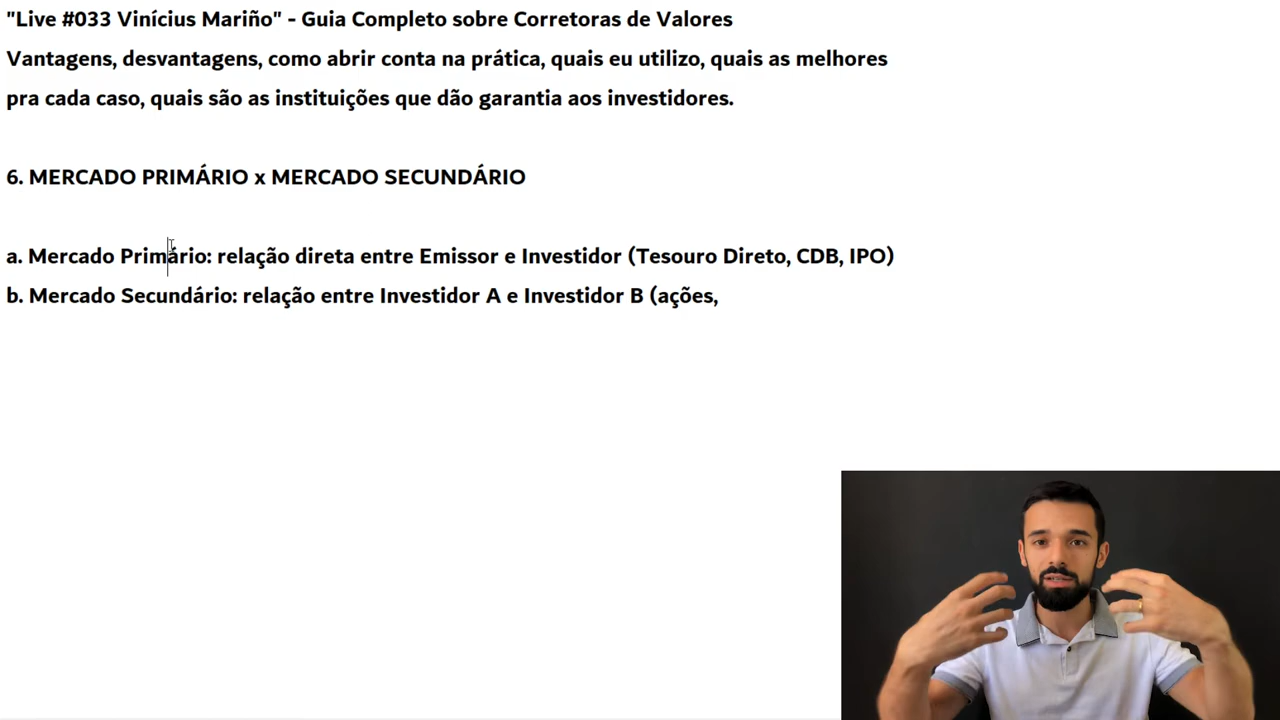 "Live #033 Vinícius Mariño" - Guia Completo sobre Corretoras de Valores
Vantagens, desvantagens, como abrir conta na prática, quais eu utilizo, quais as melhores
pra cada caso, quais são as instituições que dão garantia aos investidores.
6. MERCADO PRIMÁRIO x MERCADO SECUNDÁRIO
a. Mercado Primário: relação direta entre Emissor e Investidor (Tesouro Direto, CDB, IPO)
b. Mercado Secundário: relação entre Investidor A e Investidor B (ações,